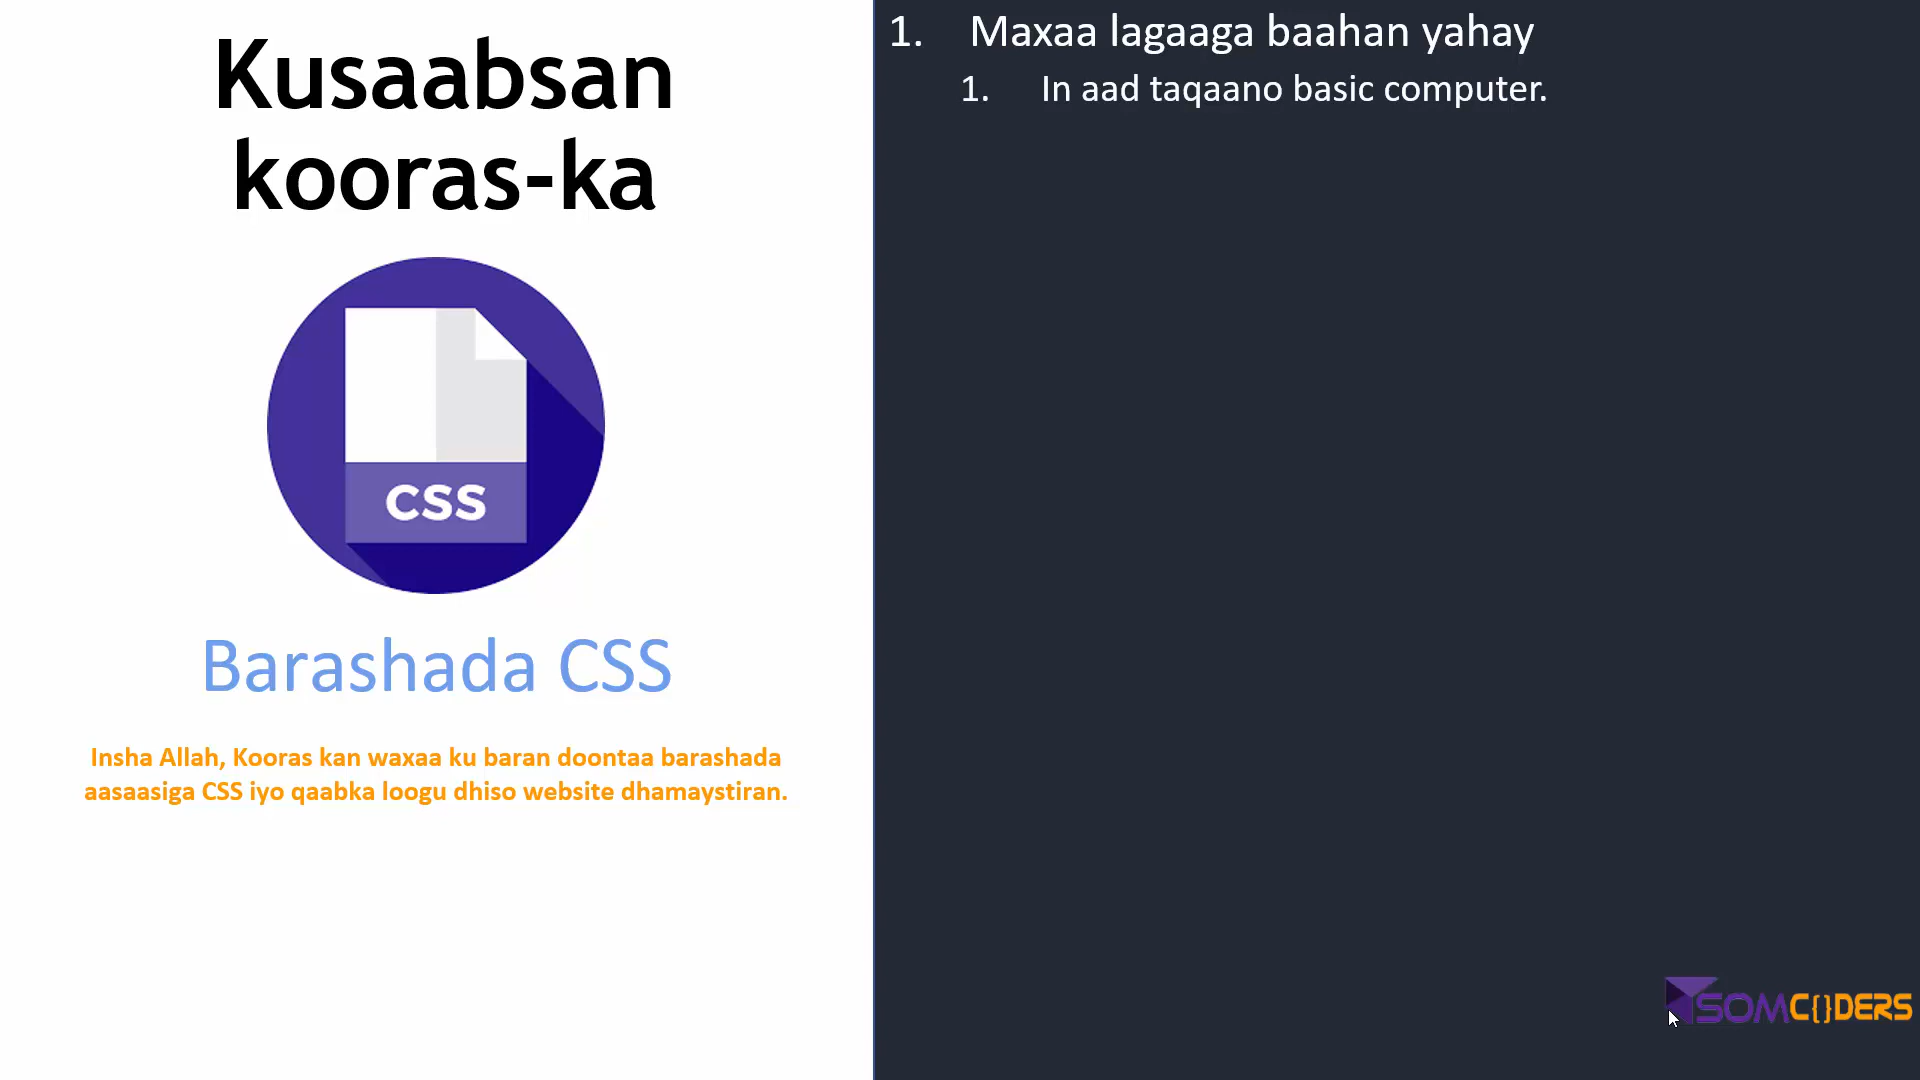 Kusaabsan
kooras-ka
CSS
Barashada CSS
Insha Allah, Kooras kan waxaa ku baran doontaa barashada
aasaasiga CSS iyo qaabka loogu dhiso website dhamaystiran.
1. Maxaa lagaaga baahan yahay
1. In aad taqaano basic computer.
SOMC{}DERS